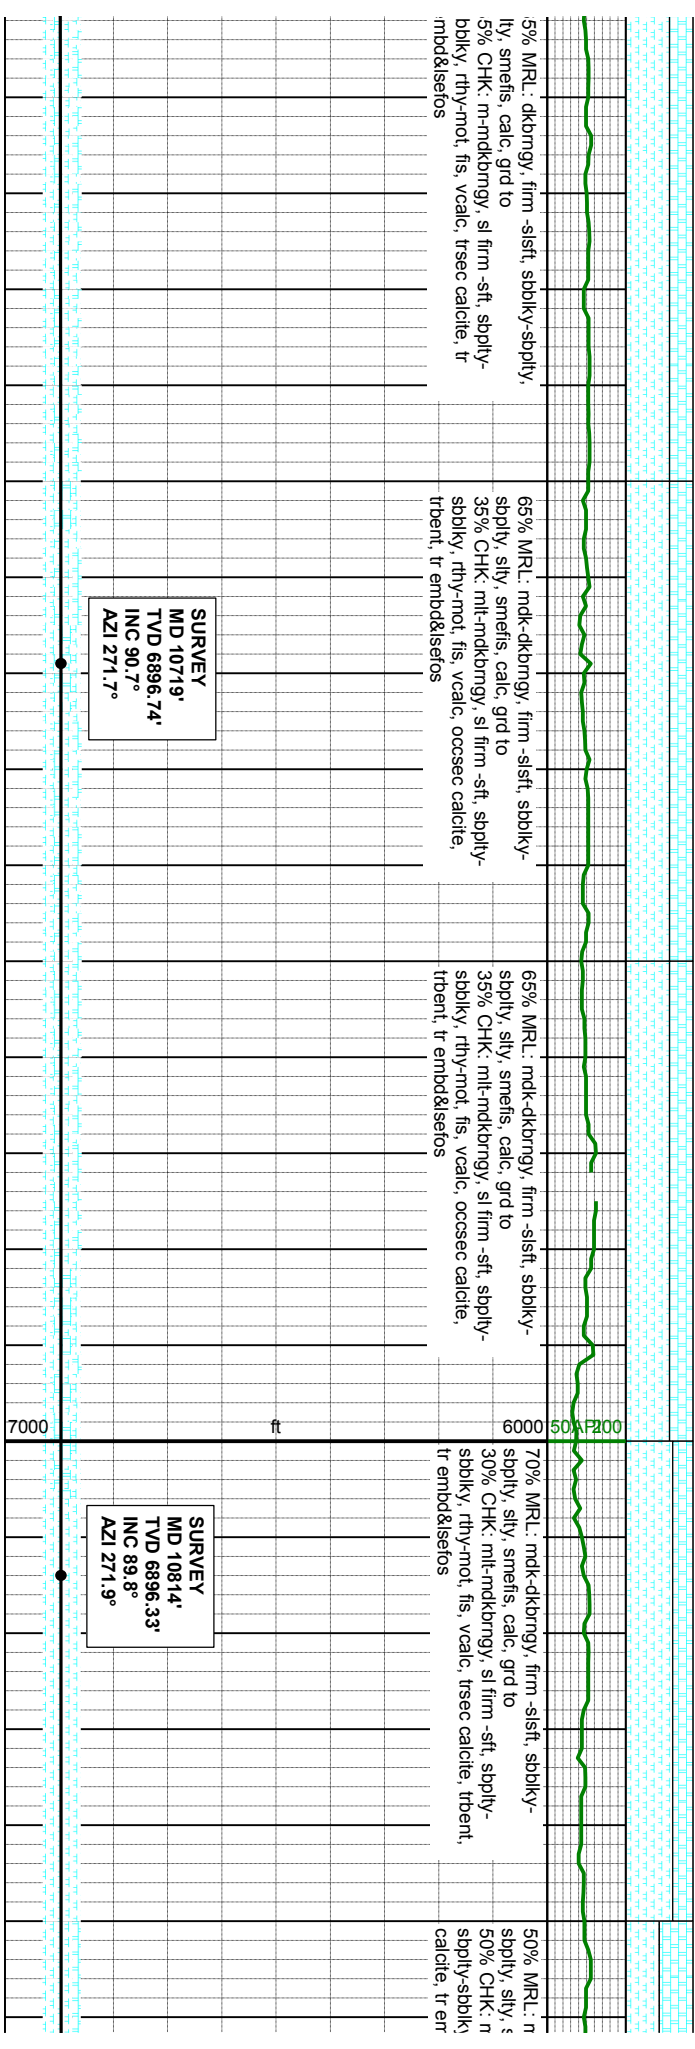 5% MRL: dkbrngy, firm -slsft, sbblky-sbplty,
lty, smefis, calc, grd to
5% CHK: m-mdkbrngy, sl firm -sft, sbplty-
bblky, rthy-mot, fis, vcalc, trsec calcite, tr
mbd&lsefos
65% MRL: mdk-dkbrngy, firm -slsft, sbblky-
sbplty, slty, smefis, calc, grd to
35% CHK: mlt-mdkbrngy, sl firm -sft, sbplty-
sbblky, rthy-mot, fis, vcalc, occsec calcite,
trbent, tr embd&lsefos
SURVEY
MD 10719'
TVD 6896.74'
INC 90.7°
AZI 271.7°
65% MRL: mdk-dkbrngy, firm -slsft, sbblky-
sbplty, slty, smefis, calc, grd to
35% CHK: mlt-mdkbrngy, sl firm -sft, sbplty-
sbblky, rthy-mot, fis, vcalc, occsec calcite,
trbent, tr embd&lsefos
7000 ft 6000 50 API 200
70% MRL: mdk-dkbrngy, firm -slsft, sbblky-
sbplty, slty, smefis, calc, grd to
30% CHK: mlt-mdkbrngy, sl firm -sft, sbplty-
sbblky, rthy-mot, fis, vcalc, trsec calcite, trbent,
tr embd&lsefos
SURVEY
MD 10814'
TVD 6896.33'
INC 89.8°
AZI 271.9°
50% MRL: m
sbplty, slty, s
50% CHK: m
sbplty-sbblky
calcite, tr em